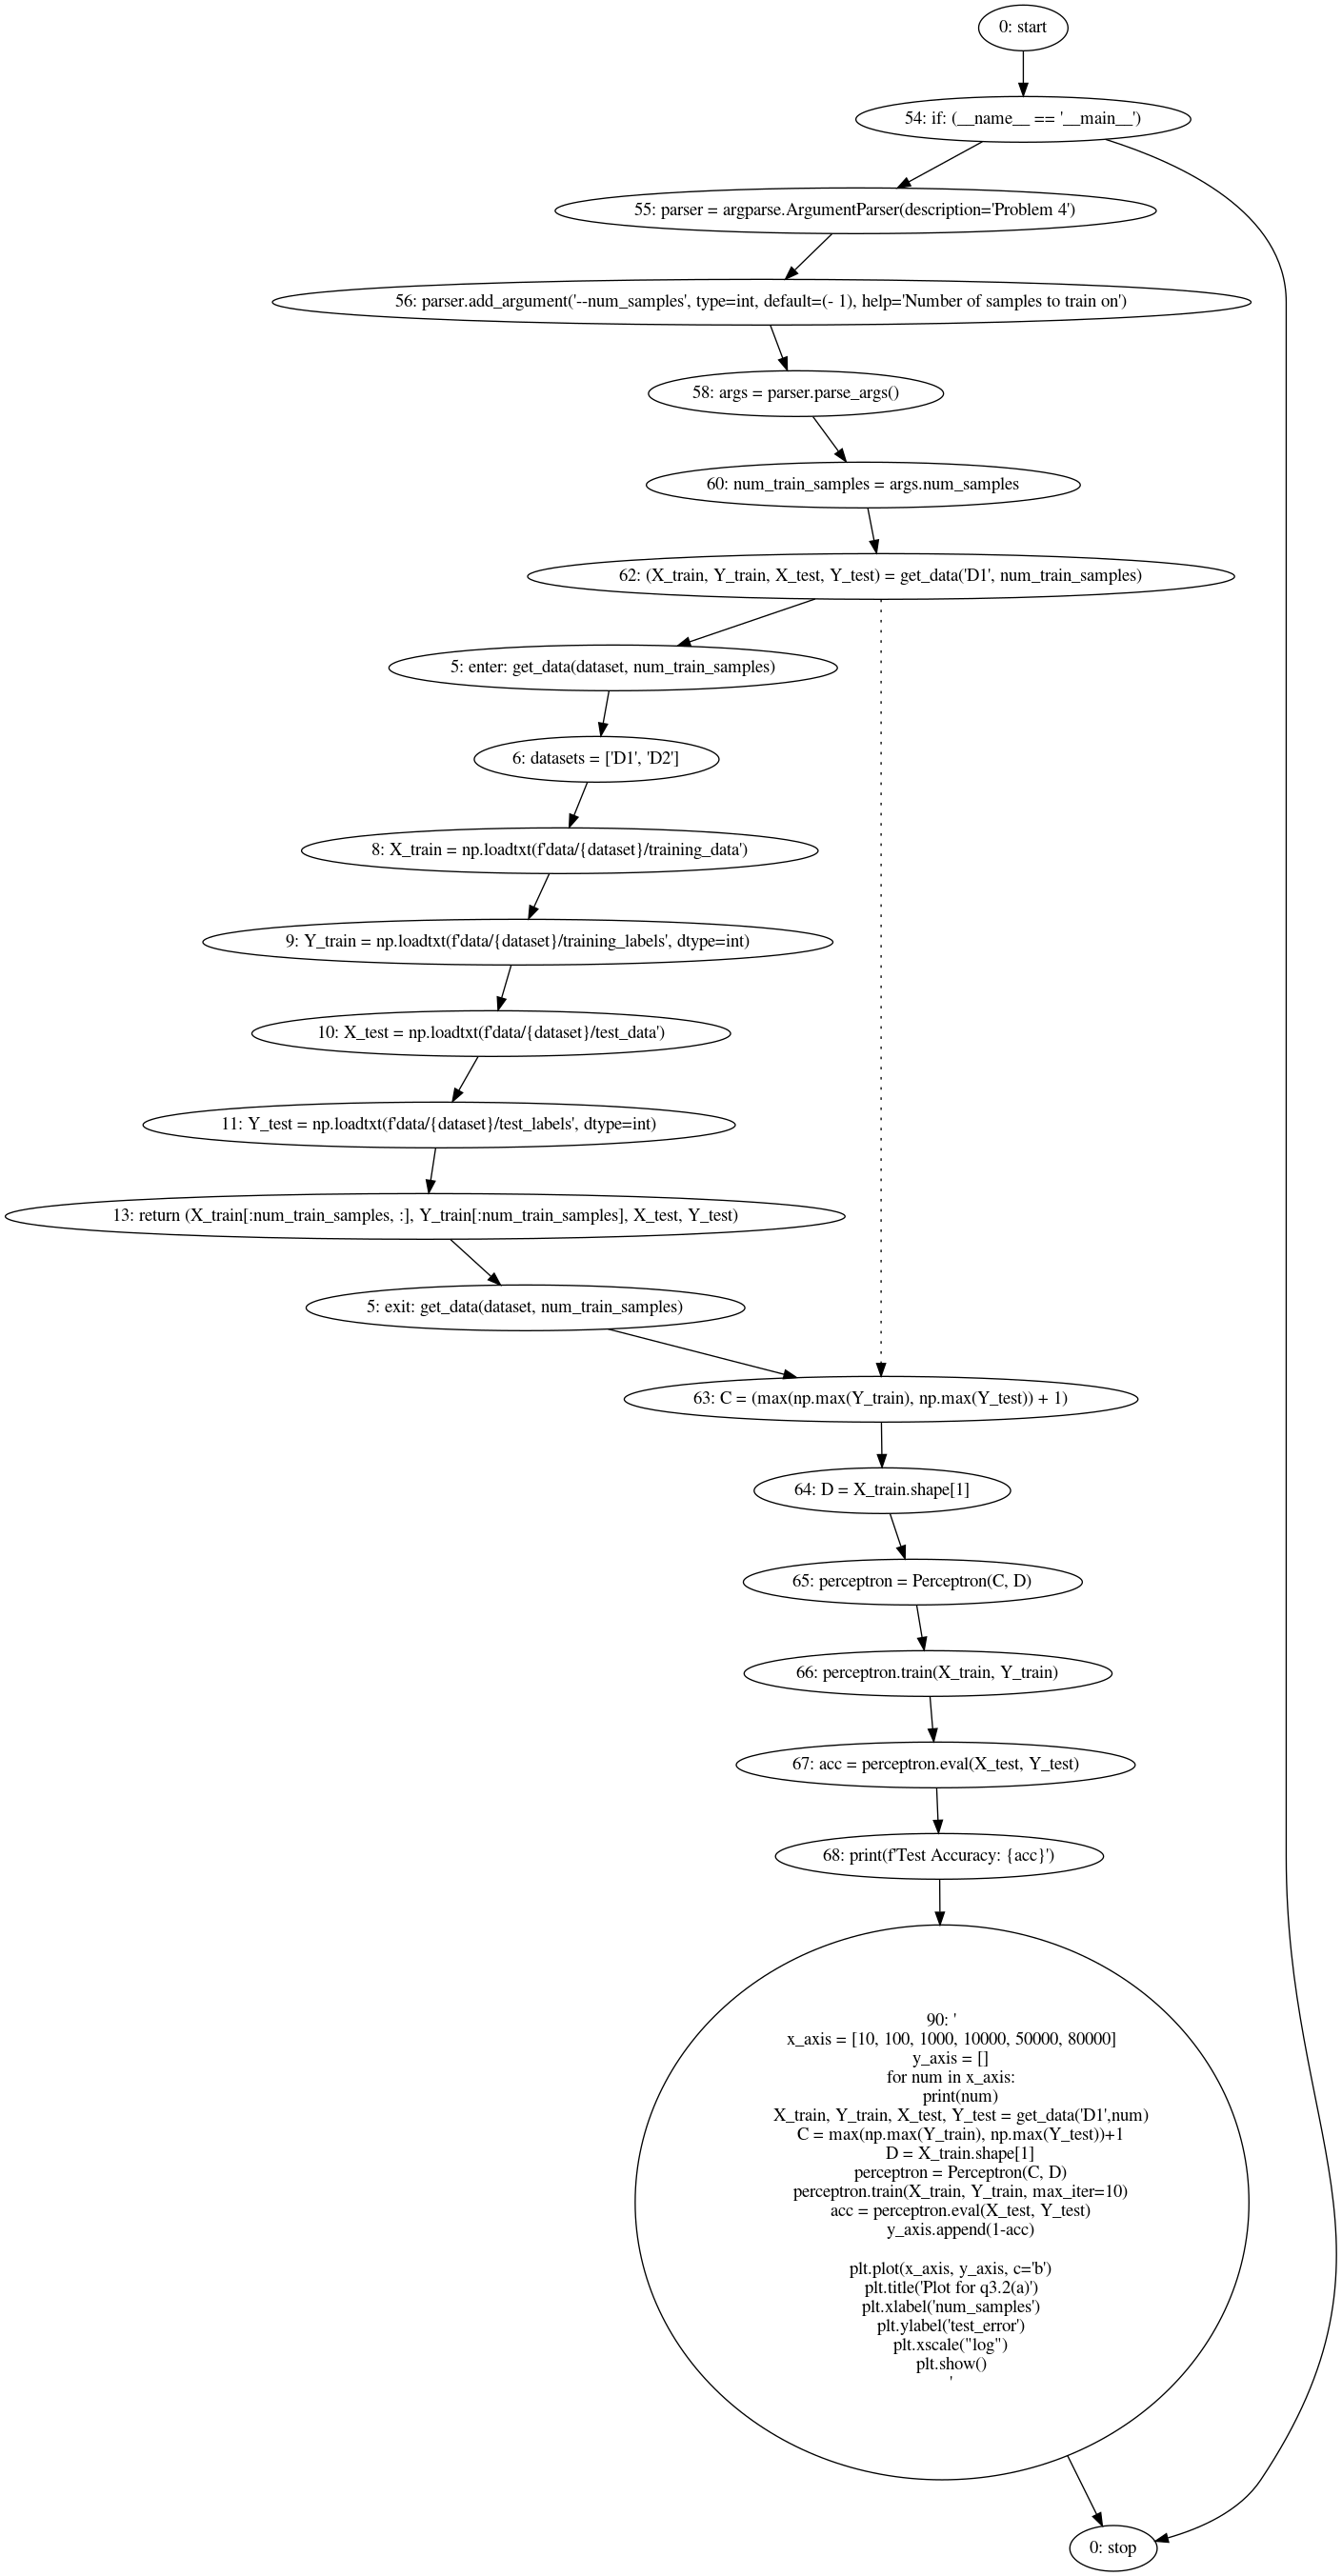 0: start
54: if: (__name__ == '__main__')
55: parser = argparse.ArgumentParser(description='Problem 4')
56: parser.add_argument('--num_samples', type=int, default=(- 1), help='Number of samples to train on')
58: args = parser.parse_args()
60: num_train_samples = args.num_samples
62: (X_train, Y_train, X_test, Y_test) = get_data('D1', num_train_samples)
5: enter: get_data(dataset, num_train_samples)
6: datasets = ['D1', 'D2']
8: X_train = np.loadtxt(f'data/{dataset}/training_data')
9: Y_train = np.loadtxt(f'data/{dataset}/training_labels', dtype=int)
10: X_test = np.loadtxt(f'data/{dataset}/test_data')
11: Y_test = np.loadtxt(f'data/{dataset}/test_labels', dtype=int)
13: return (X_train[:num_train_samples, :], Y_train[:num_train_samples], X_test, Y_test)
5: exit: get_data(dataset, num_train_samples)
63: C = (max(np.max(Y_train), np.max(Y_test)) + 1)
64: D = X_train.shape[1]
65: perceptron = Perceptron(C, D)
66: perceptron.train(X_train, Y_train)
67: acc = perceptron.eval(X_test, Y_test)
68: print(f'Test Accuracy: {acc}')
90: '
x_axis = [10, 100, 1000, 10000, 50000, 80000]
y_axis = []
for num in x_axis:
print(num)
X_train, Y_train, X_test, Y_test = get_data('D1',num)
C = max(np.max(Y_train), np.max(Y_test))+1
D = X_train.shape[1]
perceptron = Perceptron(C, D)
perceptron.train(X_train, Y_train, max_iter=10)
acc = perceptron.eval(X_test, Y_test)
y_axis.append(1-acc)
plt.plot(x_axis, y_axis, c='b')
plt.title('Plot for q3.2(a)')
plt.xlabel('num_samples')
plt.ylabel('test_error')
plt.xscale("log")
plt.show()
'
0: stop